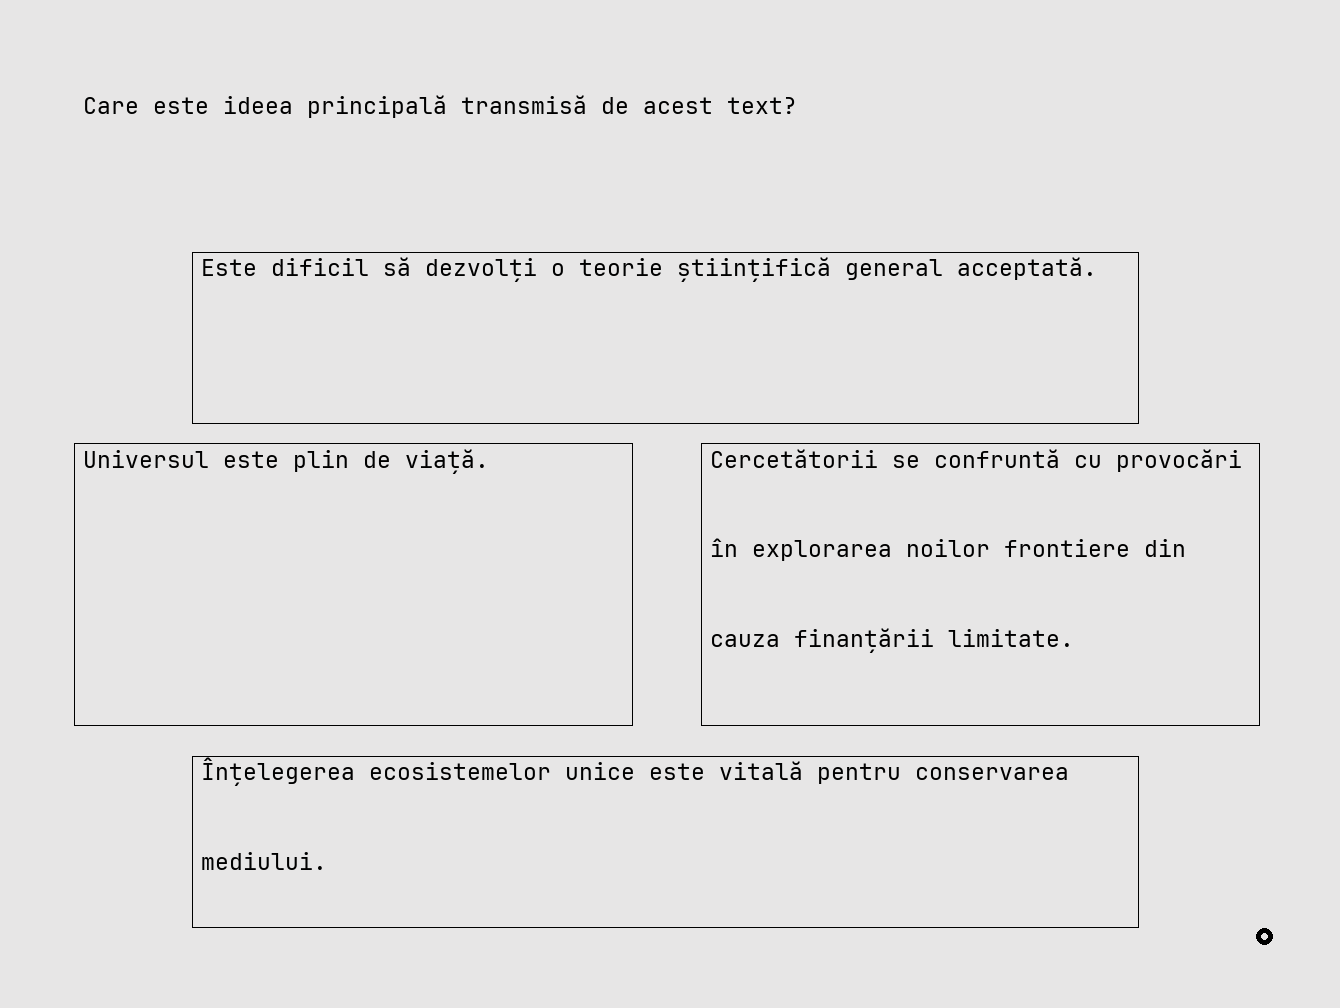 Care este ideea principală transmisă de acest text?
Este dificil să dezvolți o teorie științifică general acceptată.
Universul este plin de viață.
Cercetătorii se confruntă cu provocări
în explorarea noilor frontiere din
cauza finanțării limitate.
Înțelegerea ecosistemelor unice este vitală pentru conservarea
mediului.